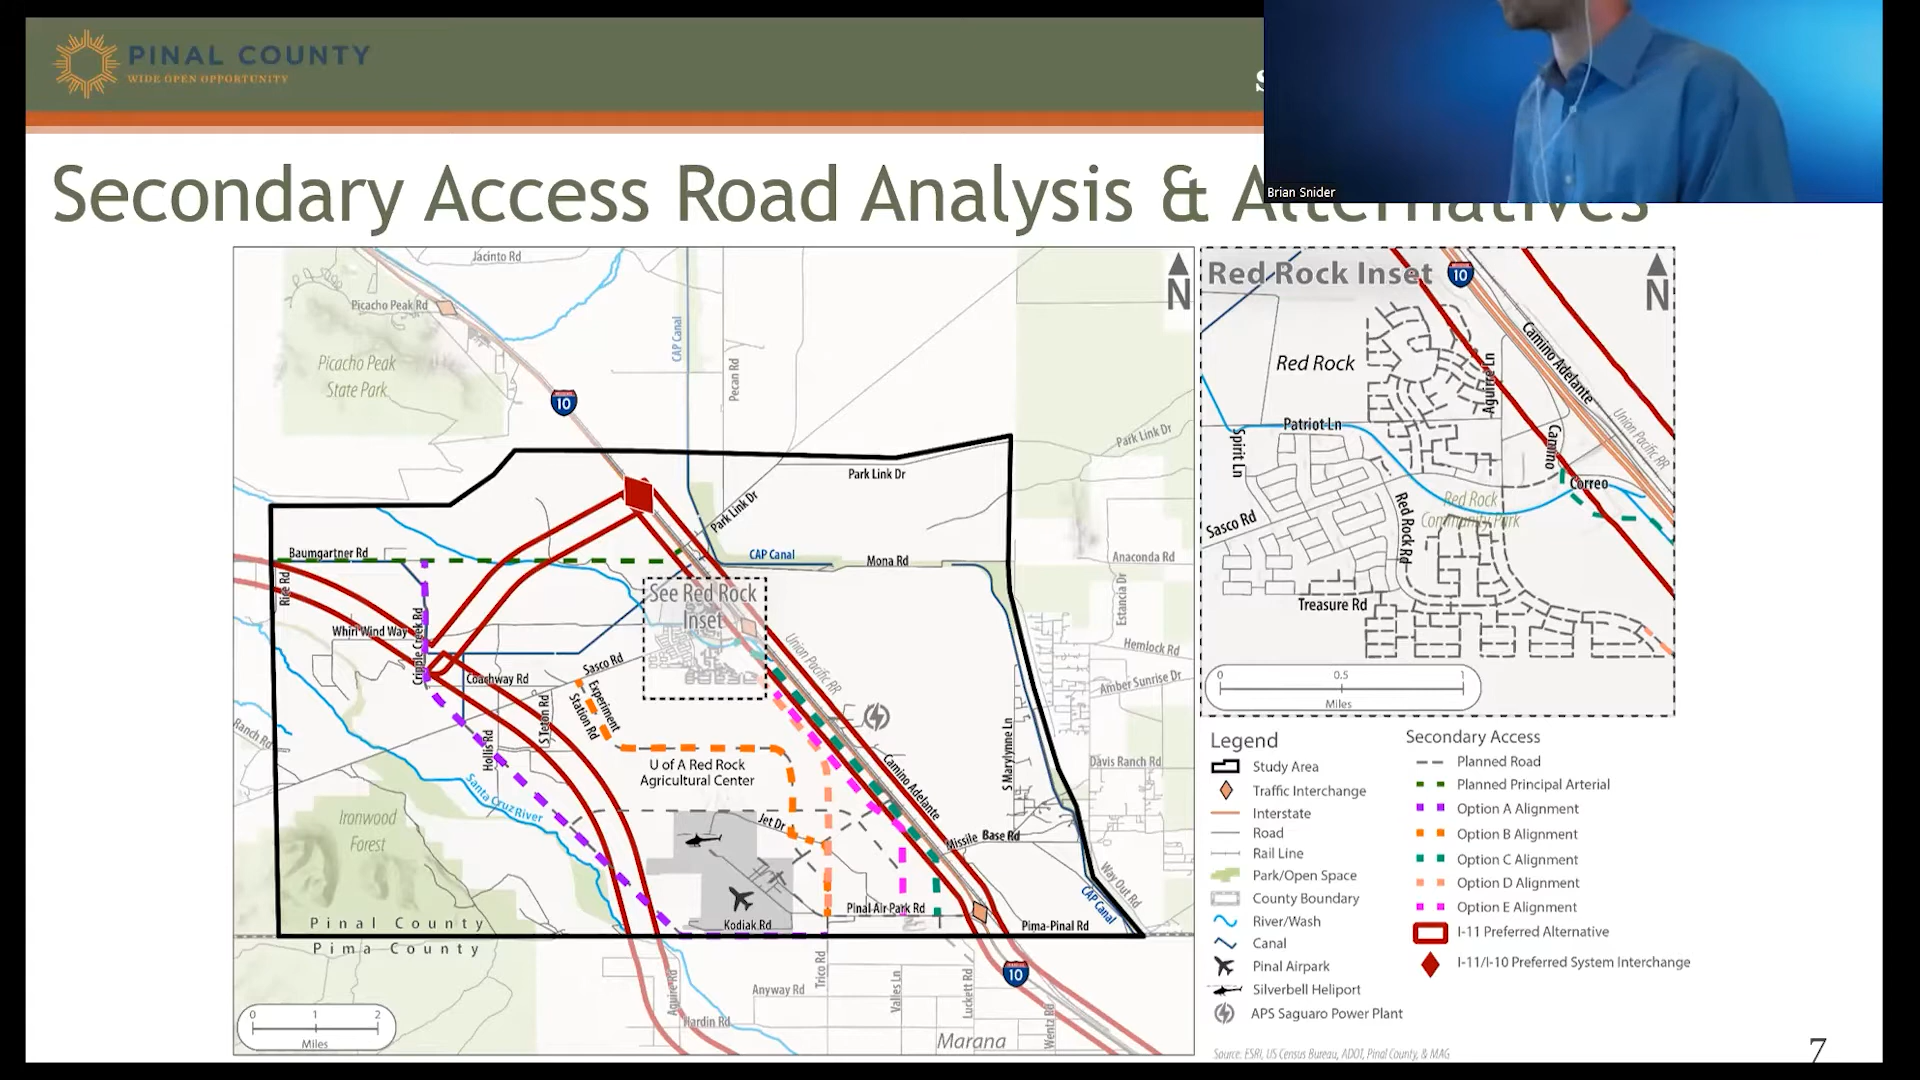 PINAL COUNTY
WIDE OPEN OPPORTUNITY
Brian Snider
Secondary Access Road Analysis & Alternatives
Jacinto Rd
Picacho Peak Rd
Picacho Peak
State Park
CAP Canal
Pecan Rd
10
N
Park Link Dr
Park Link Dr
Park Link Dr
Baumgartner Rd
CAP Canal
Mona Rd
Anaconda Rd
Rice Rd
See Red Rock
Inset
Estancia Dr
Whirl Wind Way
Cripple Creek Rd
Union Pacific RR
Hemlock Rd
Sasco Rd
Coachway Rd
Amber Sunrise Dr
Experiment
Station Rd
S Teton Rd
Ranch Rd
Hollis Rd
S Marylynne Ln
U of A Red Rock
Agricultural Center
Camino Adelante
Davis Ranch Rd
Santa Cruz River
Ironwood
Forest
Jet Dr
Missile Base Rd
Way Out Rd
CAP Canal
Pinal Air Park Rd
Pinal County
Kodiak Rd
Pima-Pinal Rd
Pima County
10
Trico Rd
Anyway Rd
Valles Ln
Luckett Rd
Aguirre Rd
Hardin Rd
Wentz Rd
Marana
0 1 2
Miles
Red Rock Inset
10
N
Red Rock
Camino Adelante
Aguirre Ln
Union Pacific RR
Patriot Ln
Spirit Ln
Camino
Correo
Red Rock
Community Park
Sasco Rd
Red Rock Rd
Treasure Rd
0 0.5 1
Miles
Legend
Study Area
Traffic Interchange
Interstate
Road
Rail Line
Park/Open Space
County Boundary
River/Wash
Canal
Pinal Airpark
Silverbell Heliport
APS Saguaro Power Plant
Secondary Access
Planned Road
Planned Principal Arterial
Option A Alignment
Option B Alignment
Option C Alignment
Option D Alignment
Option E Alignment
I-11 Preferred Alternative
I-11/I-10 Preferred System Interchange
Source: ESRI, US Census Bureau, ADOT, Pinal County, & MAG
7